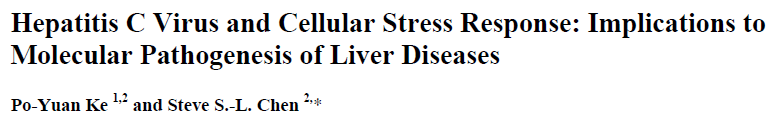 Hepatitis C Virus and Cellular Stress Response: Implications to
Molecular Pathogenesis of Liver Diseases
Po-Yuan Ke 1,2 and Steve S.-L. Chen 2,*